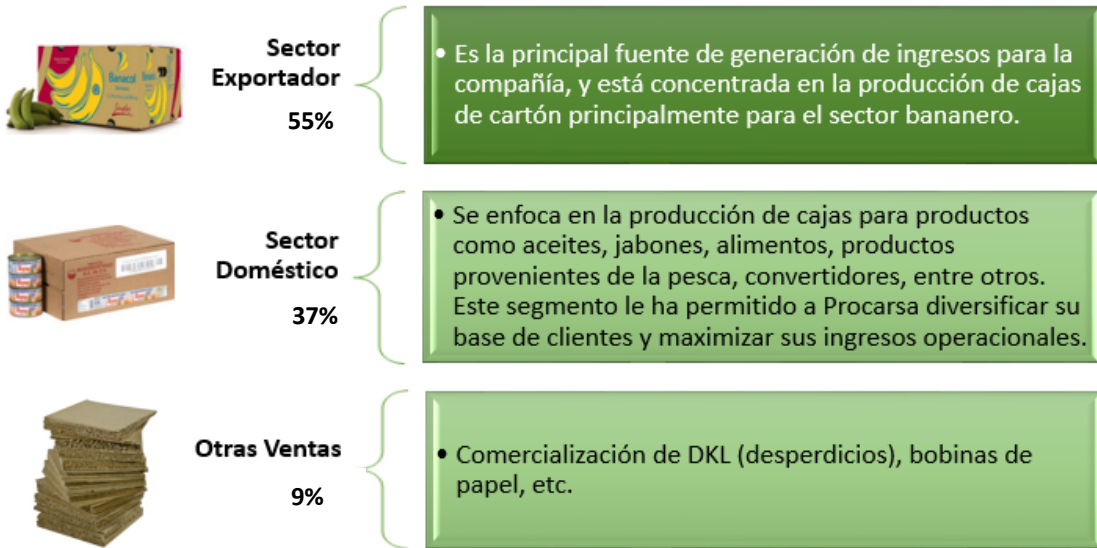 Sector
Exportador
55%
• Es la principal fuente de generación de ingresos para la
compañía, y está concentrada en la producción de cajas
de cartón principalmente para el sector bananero.
Banacol
Sector
Doméstico
37%
• Se enfoca en la producción de cajas para productos
como aceites, jabones, alimentos, productos
provenientes de la pesca, convertidores, entre otros.
Este segmento le ha permitido a Procarsa diversificar su
base de clientes y maximizar sus ingresos operacionales.
Otras Ventas
9%
• Comercialización de DKL (desperdicios), bobinas de
papel, etc.